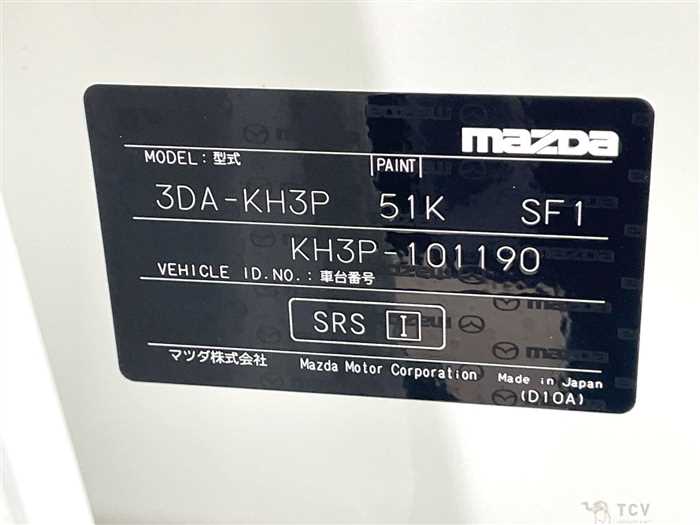 mazda
MODEL:型式 PAINT
3DA-KH3P 51K SF1
KH3P-101190
VEHICLE ID.NO.:車台番号
SRS I
マツダ株式会社 Mazda Motor Corporation Made in Japan
(D10A)
TCV